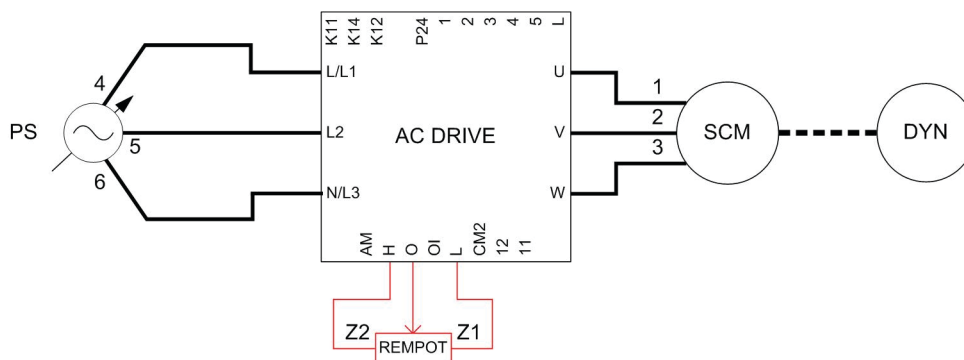 K11 K14 K12 P24 1 2 3 4 5 L
4 L/L1 U 1
PS 5 L2 AC DRIVE V 2 SCM DYN
6 N/L3 W 3
AM H O OI L CM2 12 11
Z2 REMPOT Z1